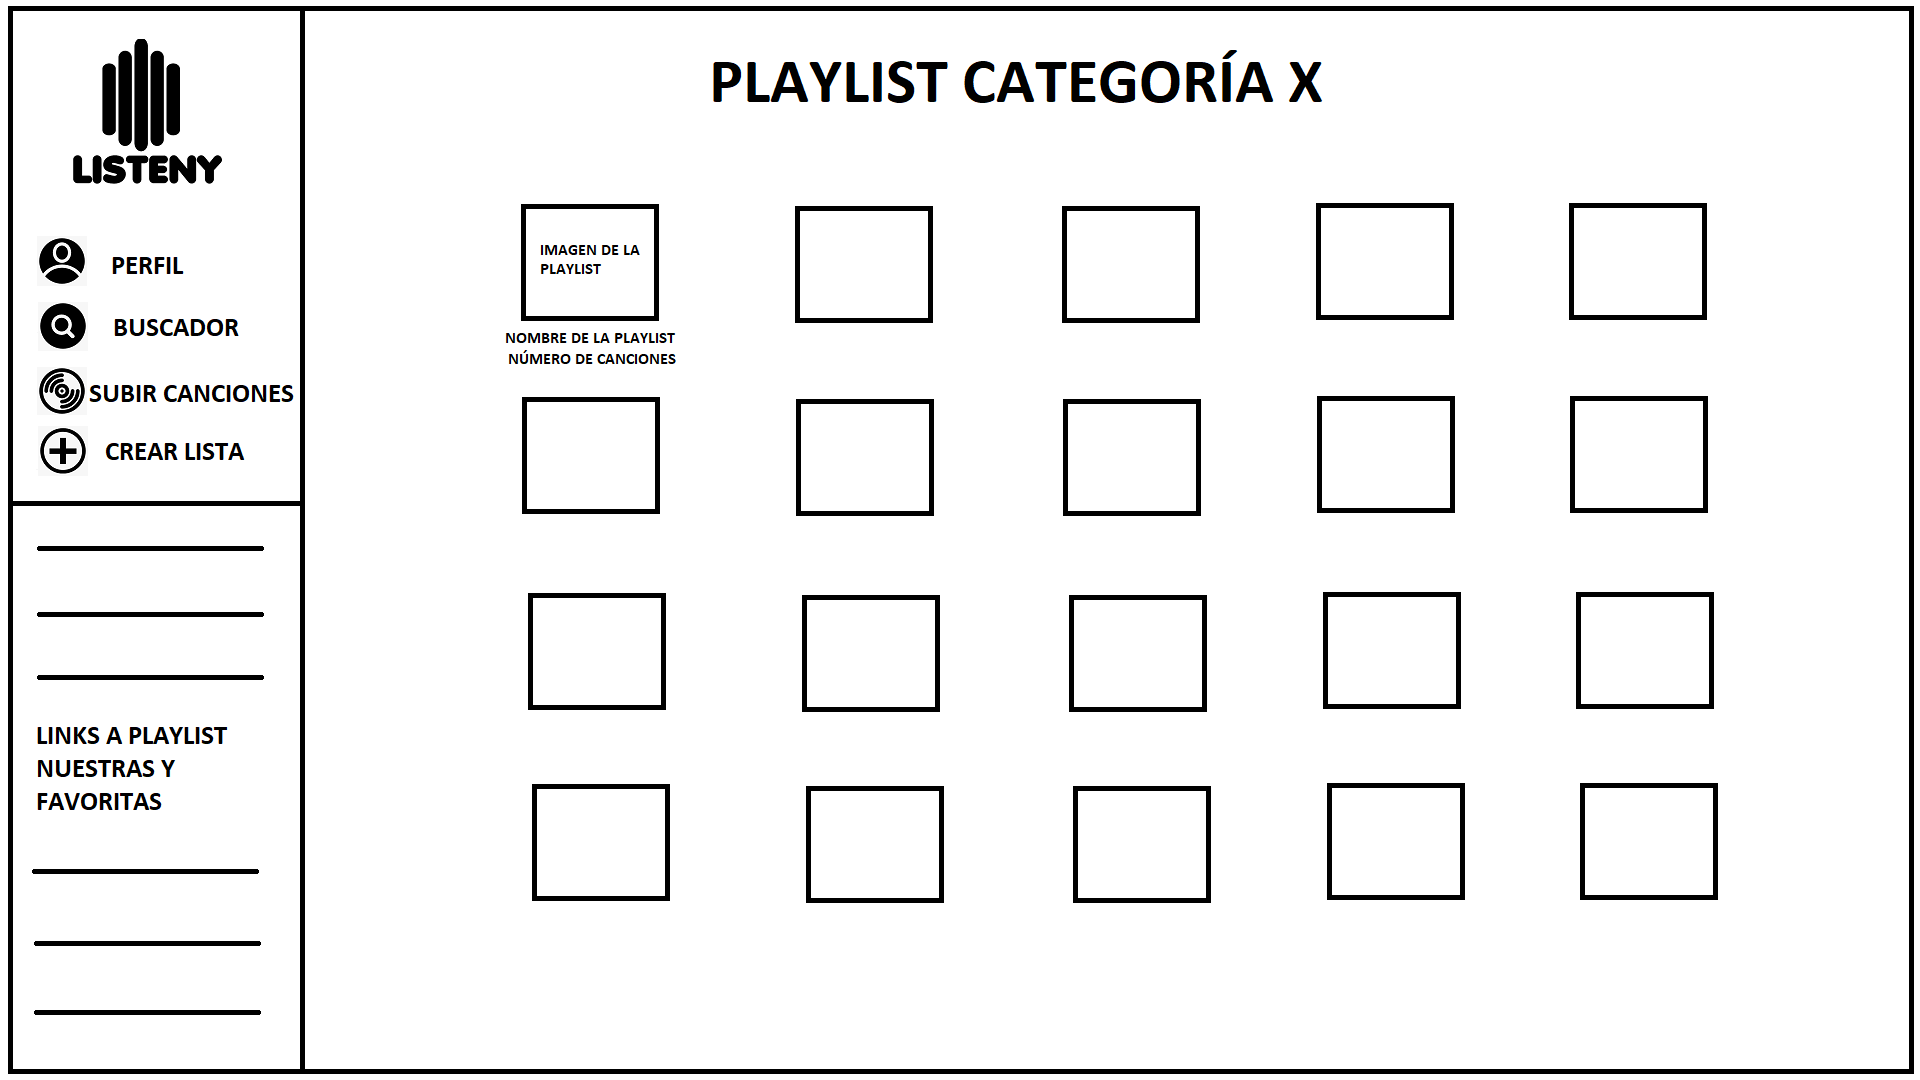 LISTENY
PERFIL
BUSCADOR
SUBIR CANCIONES
CREAR LISTA
LINKS A PLAYLIST
NUESTRAS Y
FAVORITAS
PLAYLIST CATEGORÍA X
IMAGEN DE LA
PLAYLIST
NOMBRE DE LA PLAYLIST
NÚMERO DE CANCIONES